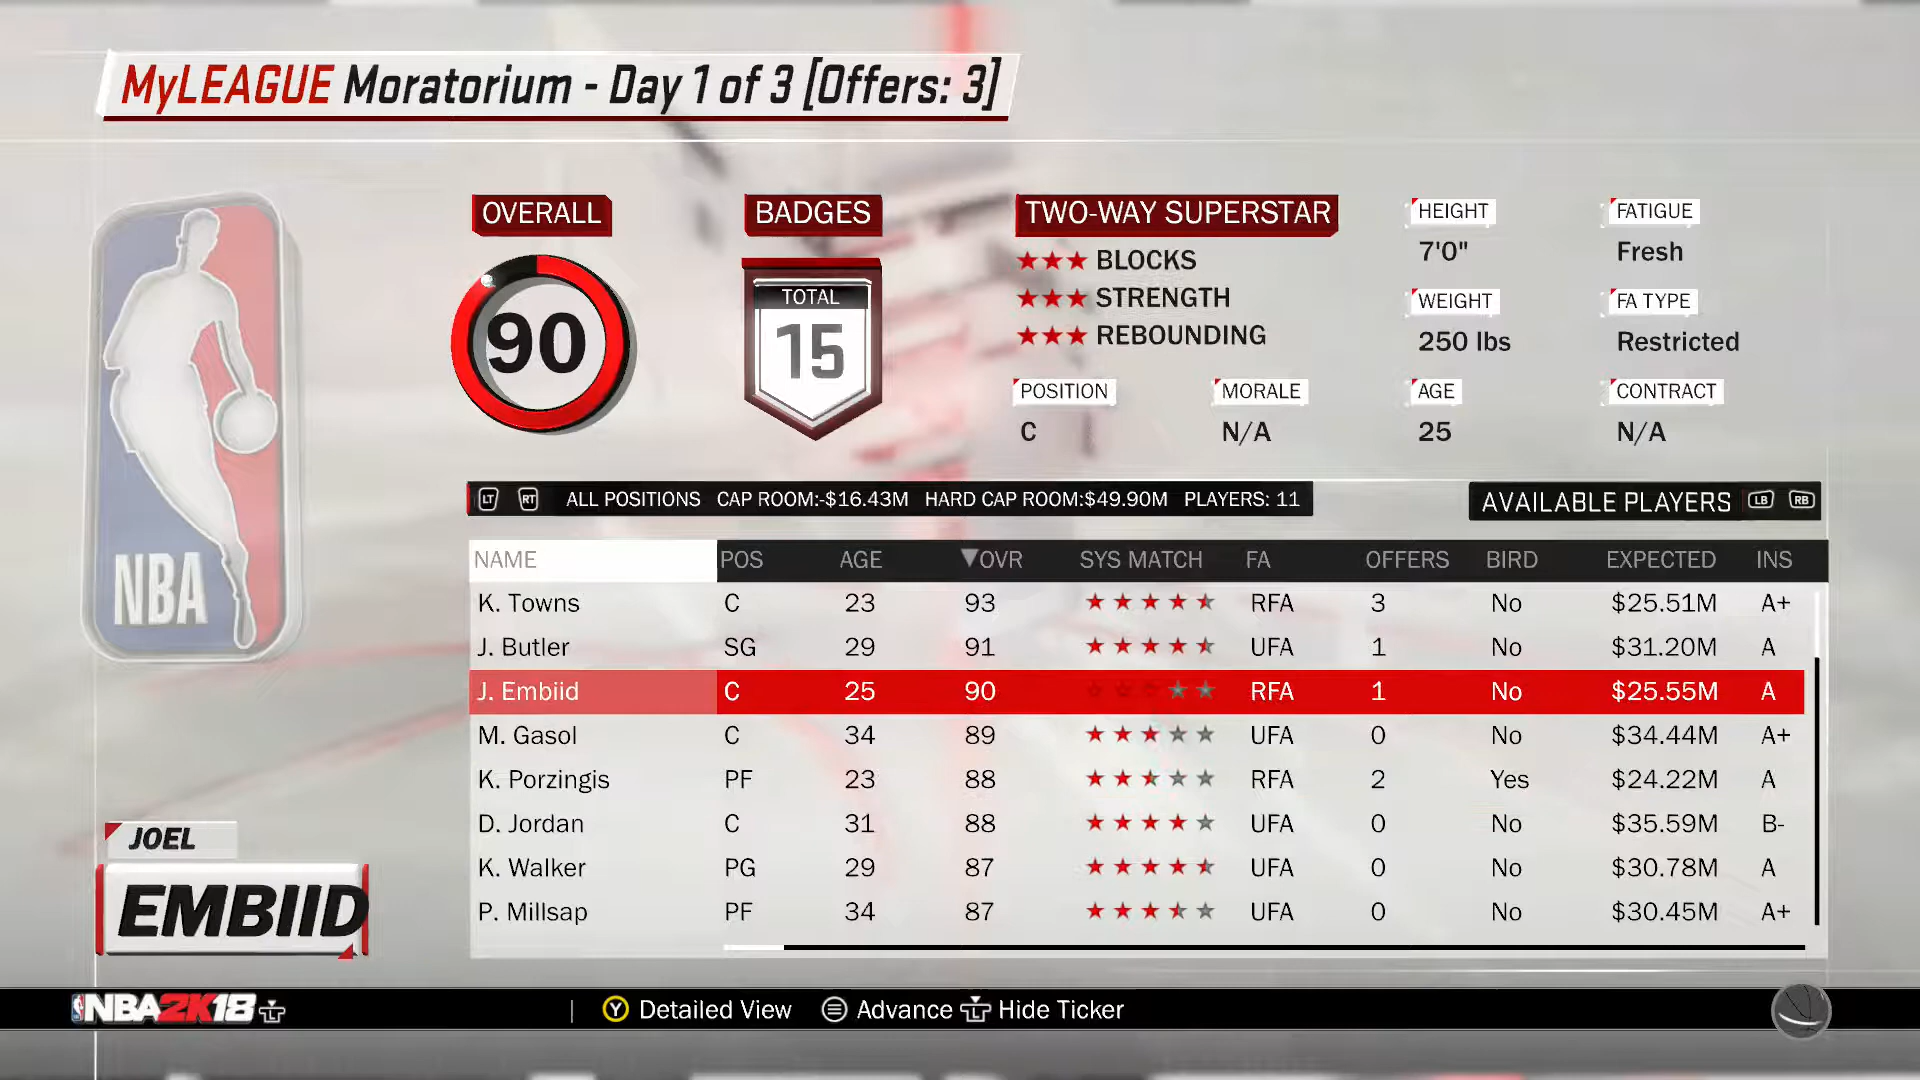 MyLEAGUE Moratorium - Day 1 of 3 [Offers: 3]
OVERALL
90
BADGES
TOTAL
15
TWO-WAY SUPERSTAR
★★★ BLOCKS
★★★ STRENGTH
★★★ REBOUNDING
POSITION
C
MORALE
N/A
HEIGHT
7'0"
WEIGHT
250 lbs
AGE
25
FATIGUE
Fresh
FA TYPE
Restricted
CONTRACT
N/A
NBA
JOEL
EMBIID
LT RT ALL POSITIONS CAP ROOM:-$16.43M HARD CAP ROOM:$49.90M PLAYERS: 11
AVAILABLE PLAYERS LB RB
NAME POS AGE ▼OVR SYS MATCH FA OFFERS BIRD EXPECTED INS
K. Towns C 23 93 RFA 3 No $25.51M A+
J. Butler SG 29 91 UFA 1 No $31.20M A
J. Embiid C 25 90 RFA 1 No $25.55M A
M. Gasol C 34 89 UFA 0 No $34.44M A+
K. Porzingis PF 23 88 RFA 2 Yes $24.22M A
D. Jordan C 31 88 UFA 0 No $35.59M B-
K. Walker PG 29 87 UFA 0 No $30.78M A
P. Millsap PF 34 87 UFA 0 No $30.45M A+
NBA2K18 L | Y Detailed View Advance L Hide Ticker